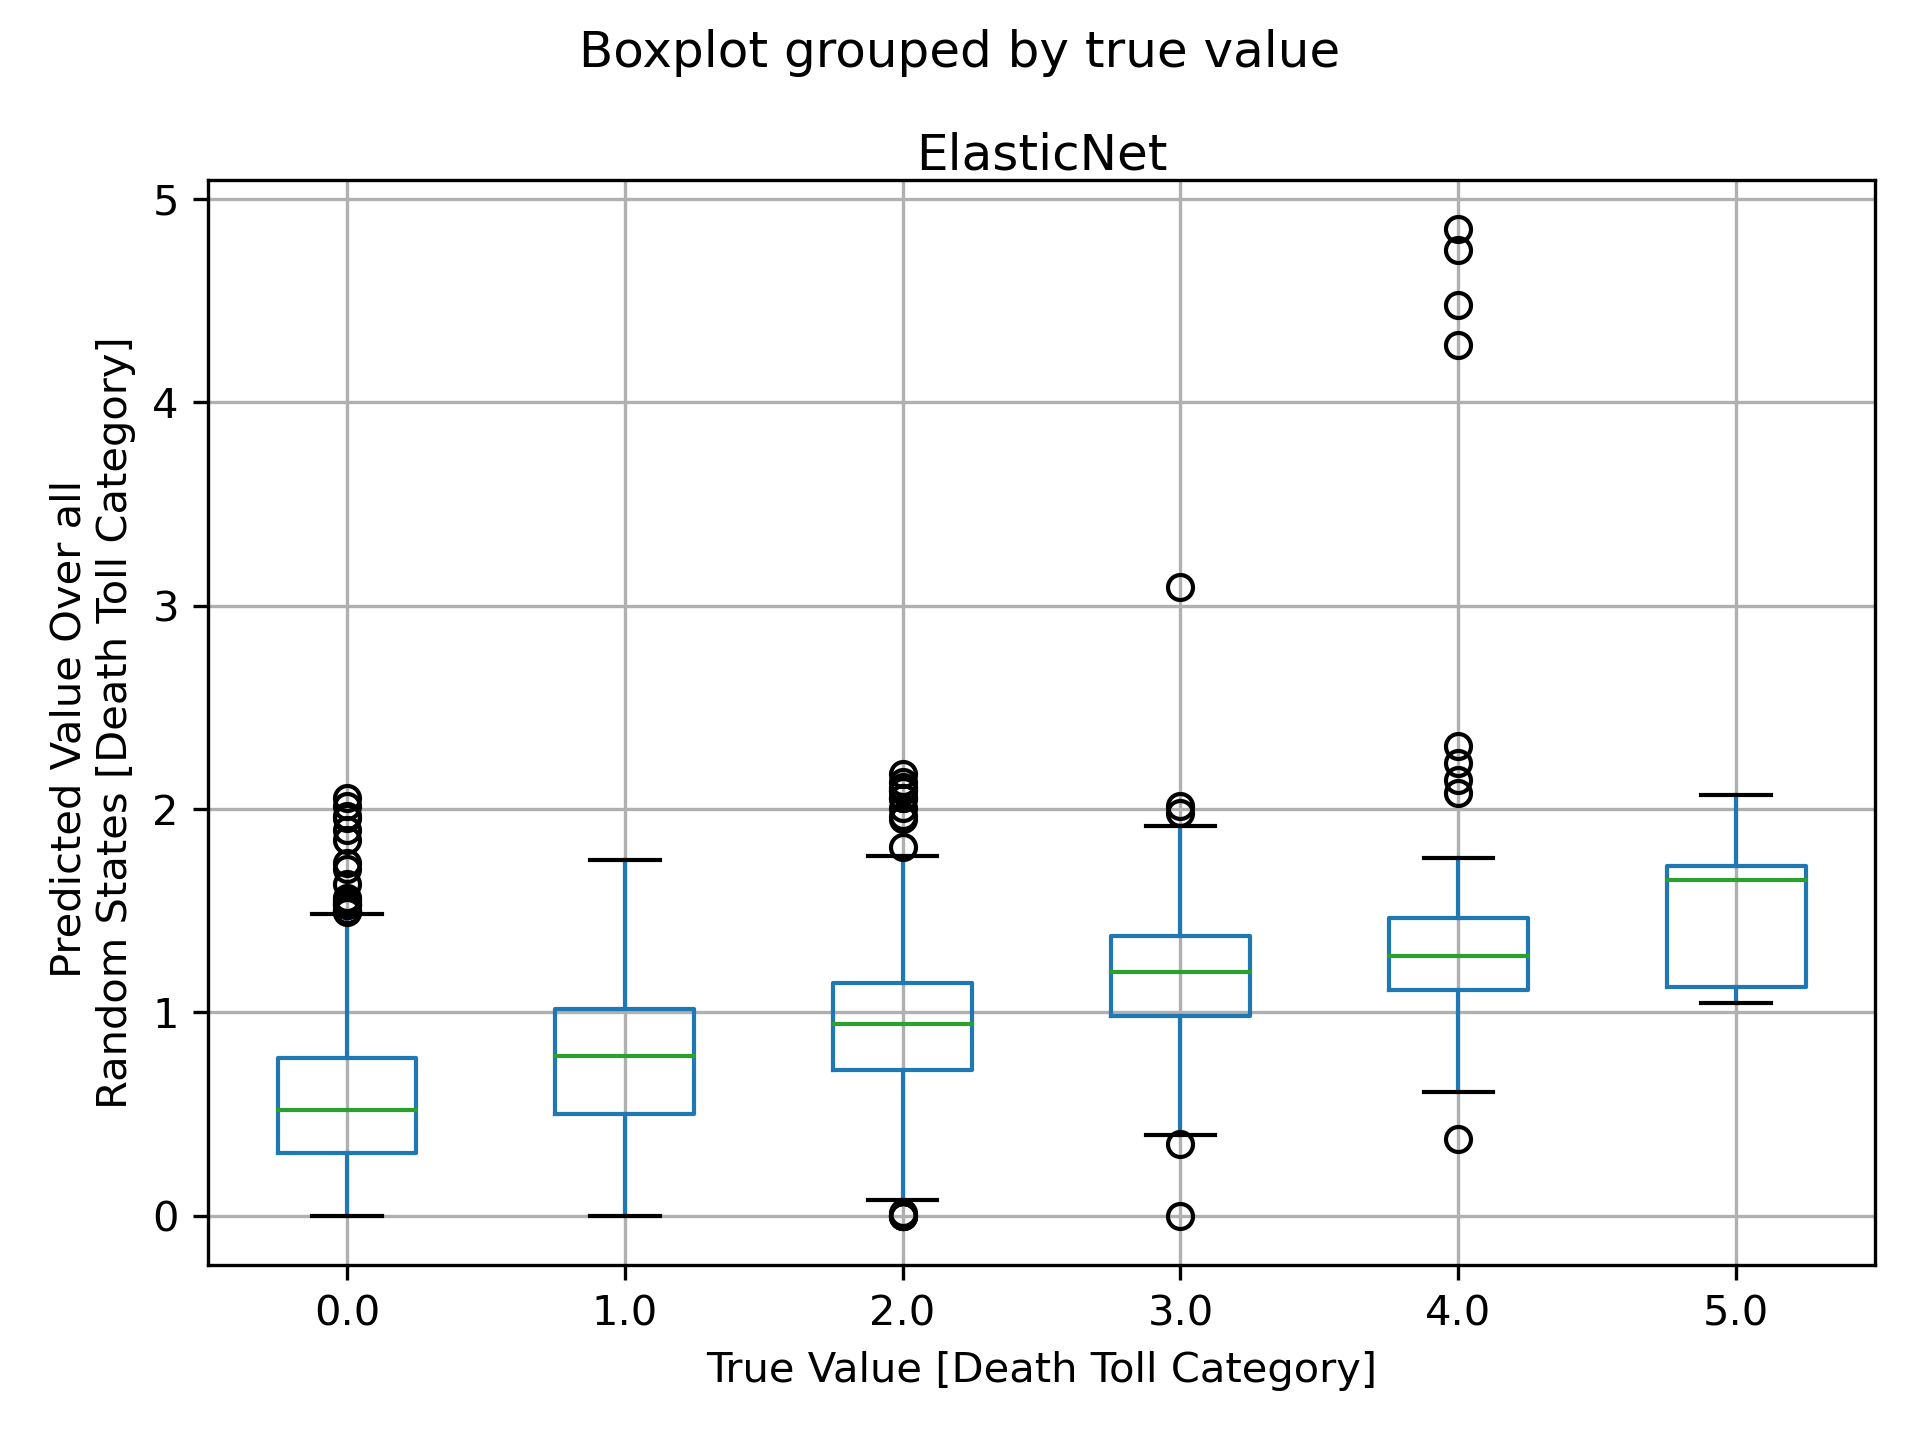 Boxplot grouped by true value
ElasticNet
5
4
3
2
1
0
Predicted Value Over all
Random States [Death Toll Category]
0.0 1.0 2.0 3.0 4.0 5.0
True Value [Death Toll Category]